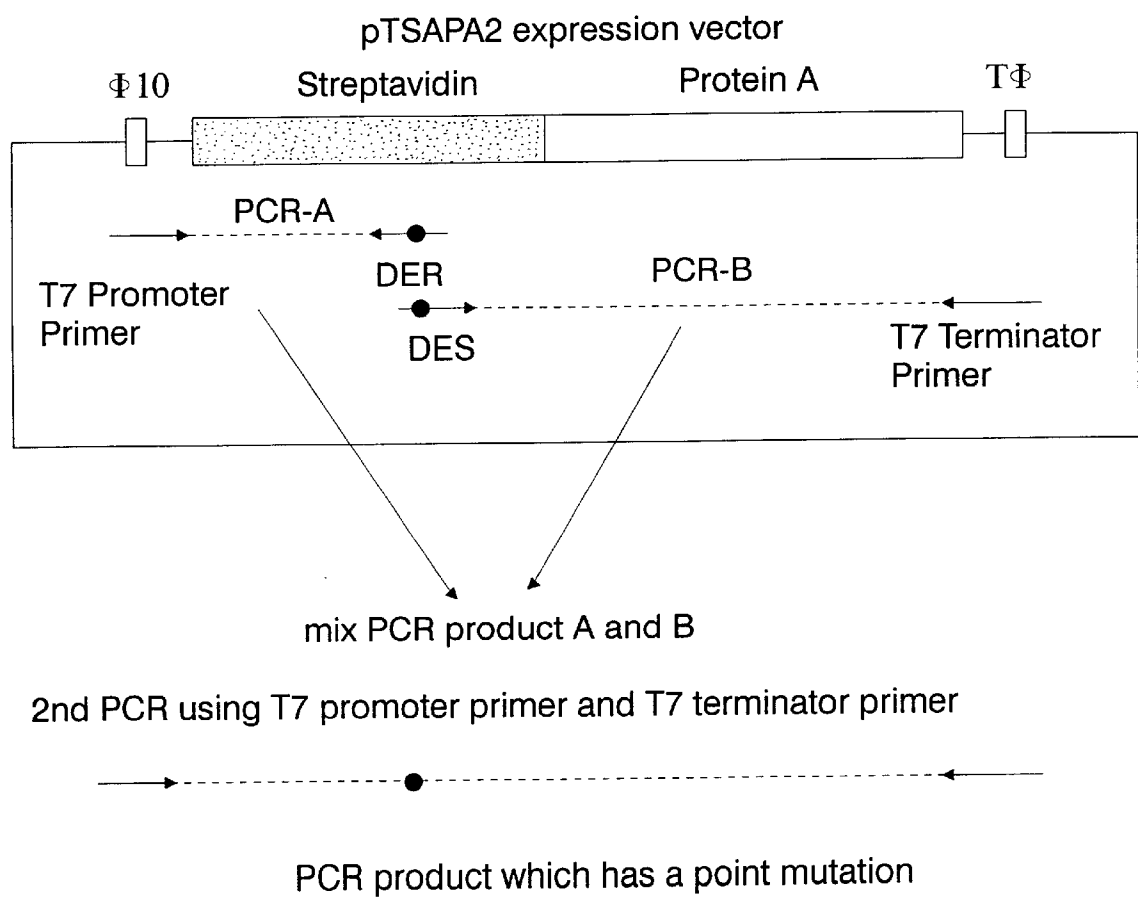 pTSAPA2 expression vector
Φ10
Streptavidin
Protein A
TΦ
PCR-A
DER
PCR-B
T7 Promoter
Primer
DES
T7 Terminator
Primer
mix PCR product A and B
2nd PCR using T7 promoter primer and T7 terminator primer
PCR product which has a point mutation